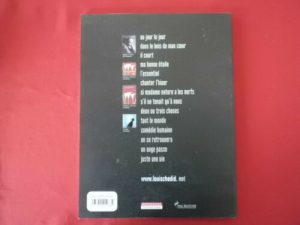 un jour le jour
dans le bois de mon cœur
il court
ma bonne étoile
l'essentiel
chanter l'hiver
si madame nature a les nerfs
s'il ne tenait qu'à nous
deux ou trois choses
tout le monde
comédie humaine
on se retrouvera
un ange passe
juste une vie
www.louischedid.net